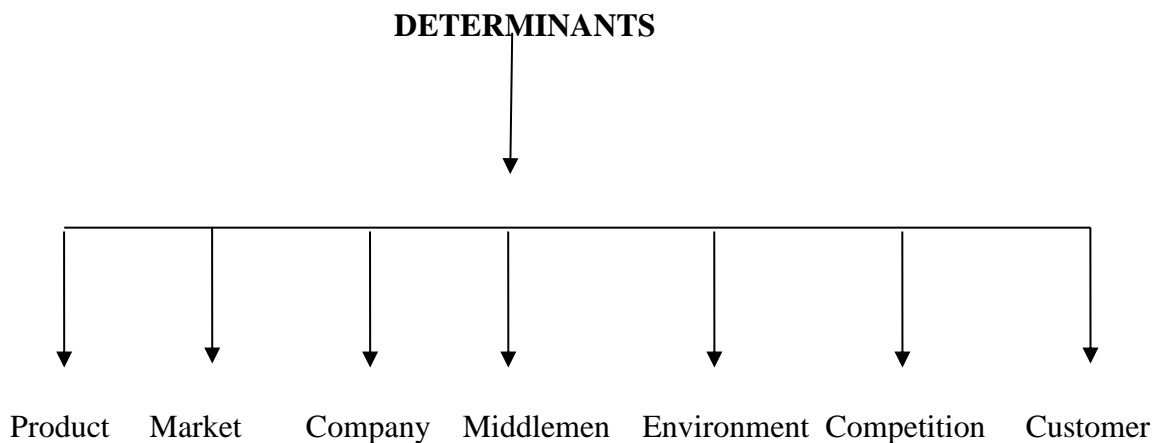 DETERMINANTS
Product Market Company Middlemen Environment Competition Customer